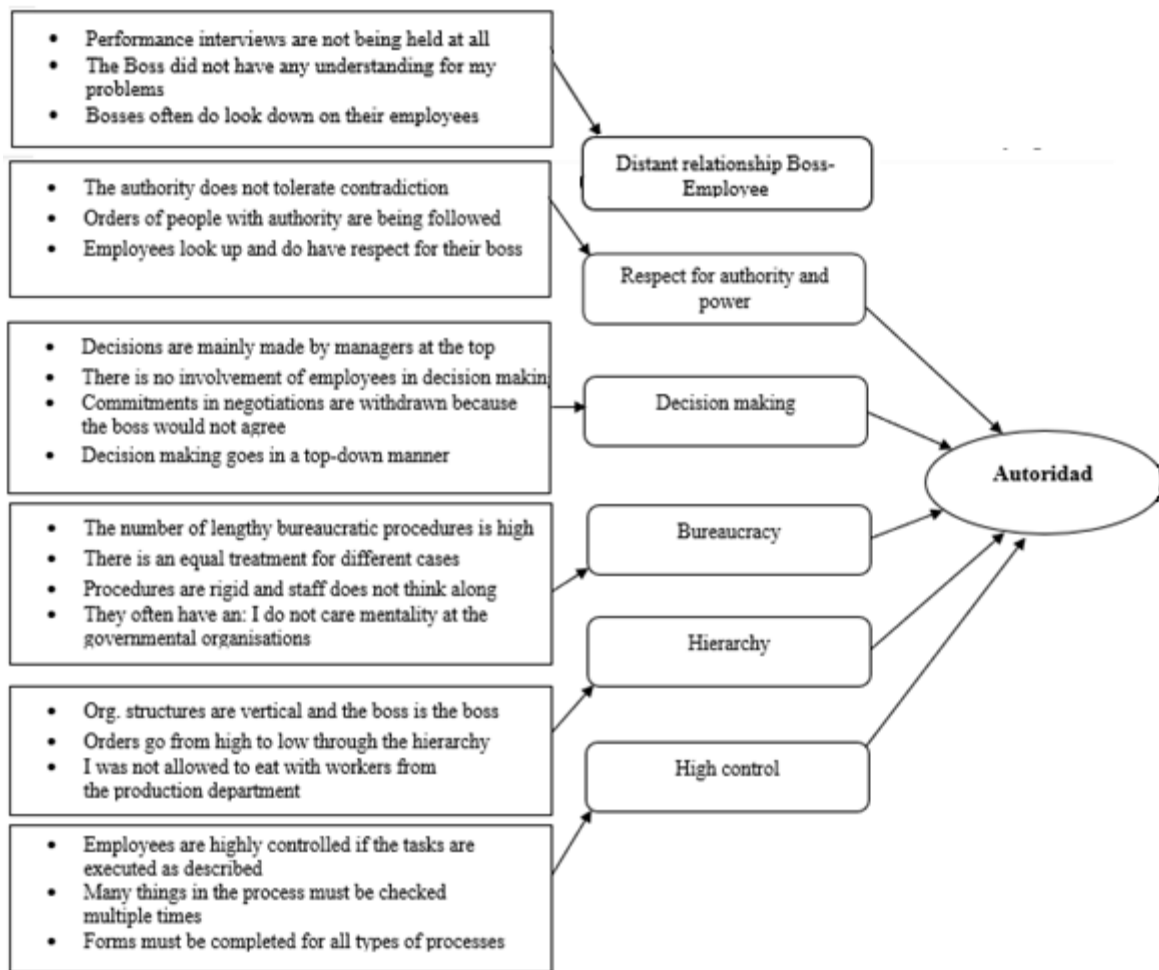 • Performance interviews are not being held at all
• The Boss did not have any understanding for my
problems
• Bosses often do look down on their employees
Distant relationship Boss-
Employee
• The authority does not tolerate contradiction
• Orders of people with authority are being followed
• Employees look up and do have respect for their boss
Respect for authority and
power
• Decisions are mainly made by managers at the top
• There is no involvement of employees in decision making
• Commitments in negotiations are withdrawn because
the boss would not agree
• Decision making goes in a top-down manner
Decision making
Autoridad
• The number of lengthy bureaucratic procedures is high
• There is an equal treatment for different cases
• Procedures are rigid and staff does not think along
• They often have an: I do not care mentality at the
governmental organisations
Bureaucracy
Hierarchy
• Org. structures are vertical and the boss is the boss
• Orders go from high to low through the hierarchy
• I was not allowed to eat with workers from
the production department
High control
• Employees are highly controlled if the tasks are
executed as described
• Many things in the process must be checked
multiple times
• Forms must be completed for all types of processes